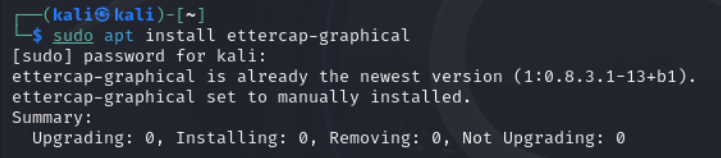 ┌──(kali㉿kali)-[~]
└─$ sudo apt install ettercap-graphical
[sudo] password for kali:
ettercap-graphical is already the newest version (1:0.8.3.1-13+b1).
ettercap-graphical set to manually installed.
Summary:
  Upgrading: 0, Installing: 0, Removing: 0, Not Upgrading: 0